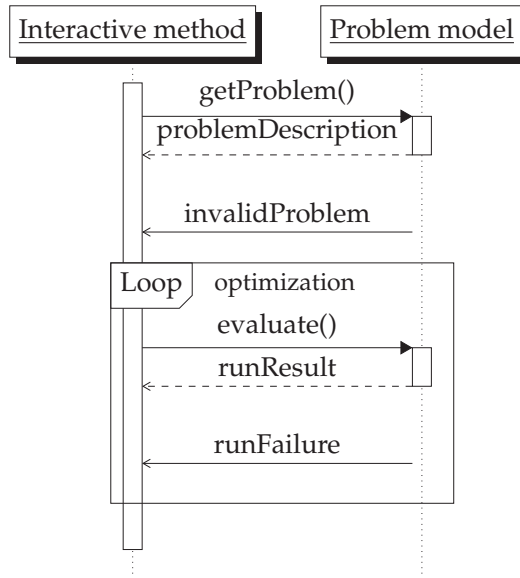 Interactive method
Problem model
getProblem()
problemDescription
invalidProblem
Loop
optimization
evaluate()
runResult
runFailure